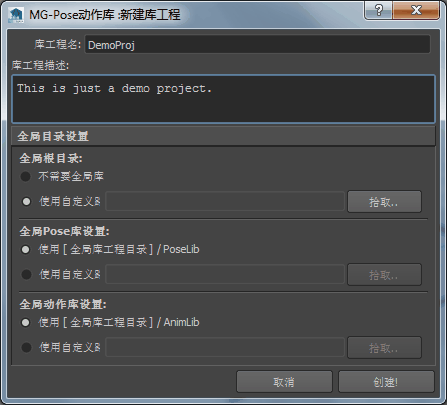 MG-Pose动作库 :新建库工程
?
库工程名: DemoProj
库工程描述:
This is just a demo project.
全局目录设置
全局根目录:
不需要全局库
使用自定义 拾取..
全局Pose库设置:
使用 [ 全局库工程目录 ] / PoseLib
使用自定义 拾取..
全局动作库设置:
使用 [ 全局库工程目录 ] / AnimLib
使用自定义 拾取..
取消 创建!